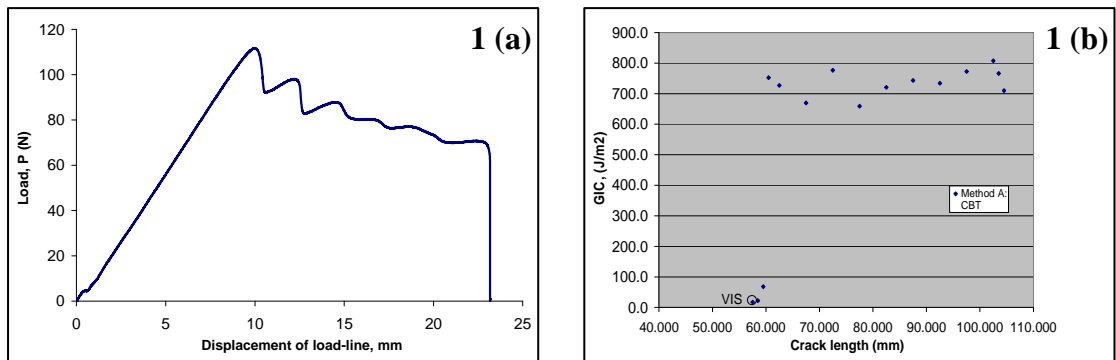 1 (a)
120
100
80
60
40
20
0
Load, P (N)
0 5 10 15 20 25
Displacement of load-line, mm
1 (b)
900.0
800.0
700.0
600.0
500.0
400.0
300.0
200.0
100.0
0.0
GIC, (J/m2)
VIS
Method A:
CBT
40.000 50.000 60.000 70.000 80.000 90.000 100.000 110.000
Crack length (mm)